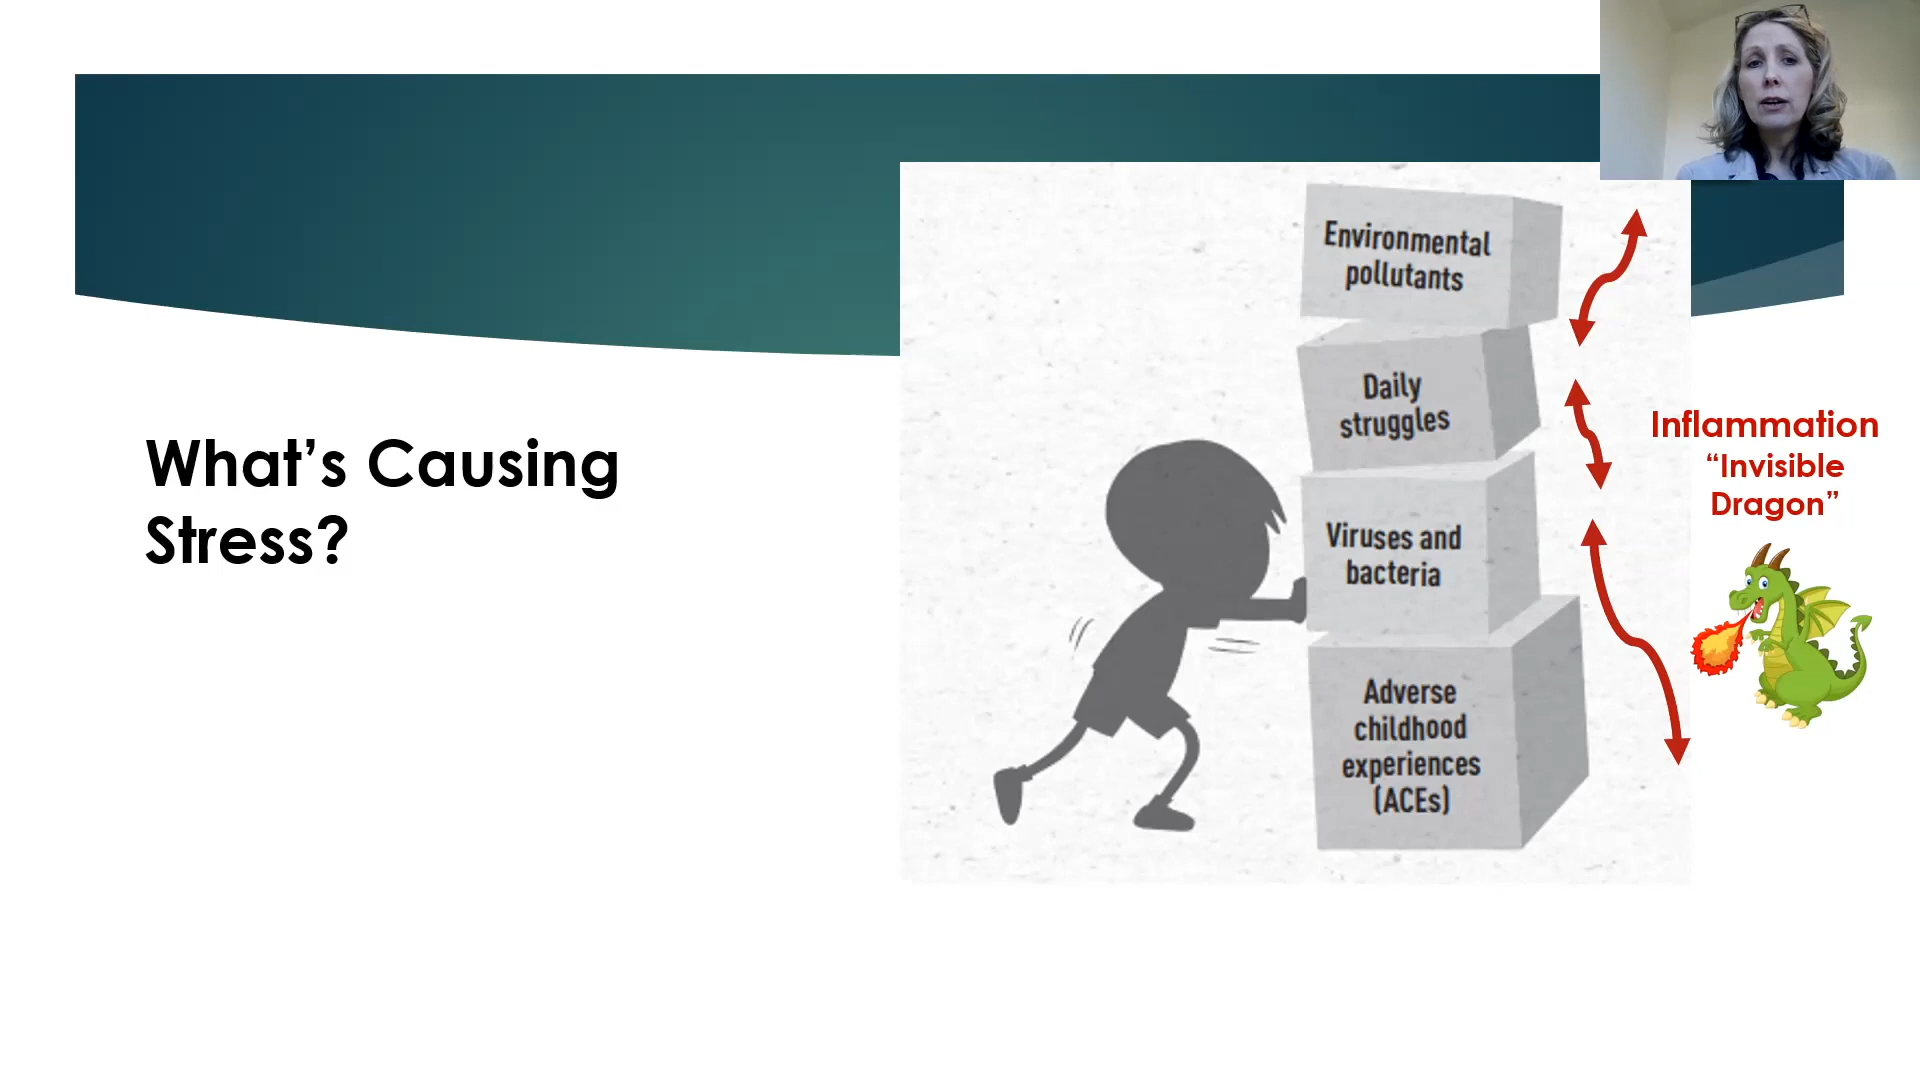 What’s Causing
Stress?
Environmental
pollutants
Daily
struggles
Viruses and
bacteria
Adverse
childhood
experiences
(ACEs)
Inflammation
“Invisible
Dragon”